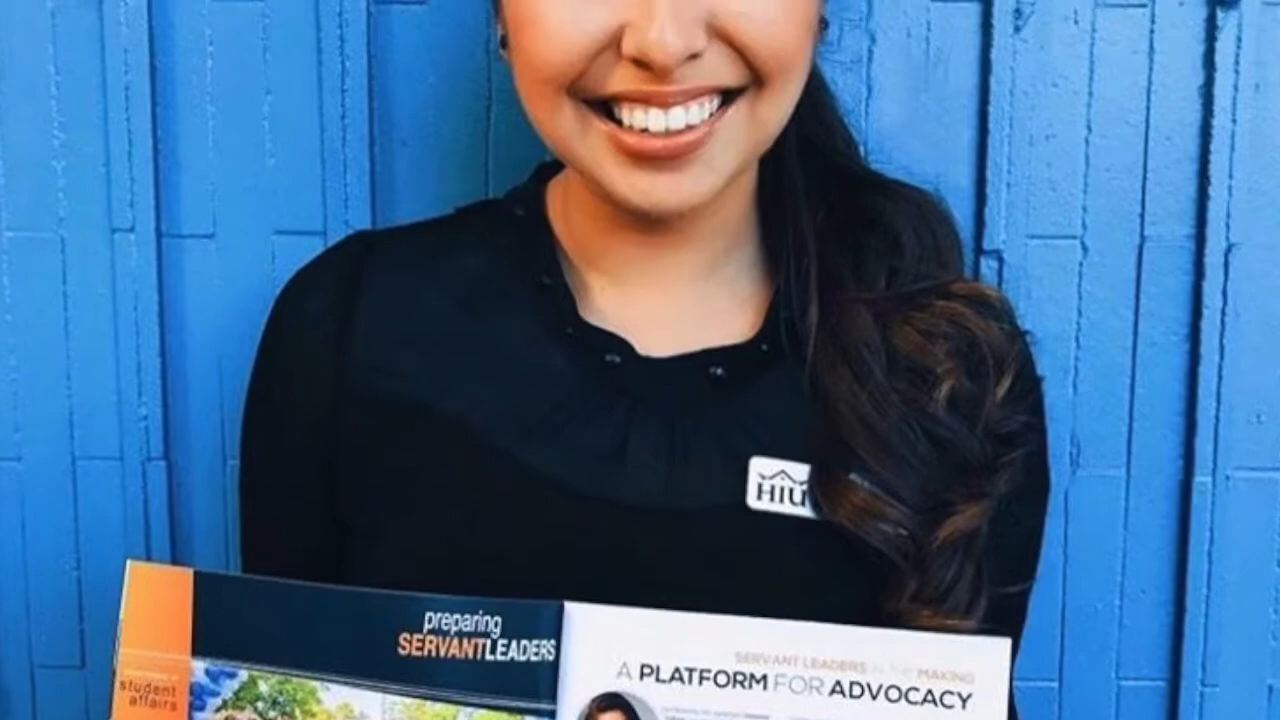 HIU
preparing
SERVANTLEADERS
student
affairs
SERVANT LEADERS IN THE MAKING
A PLATFORM FOR ADVOCACY